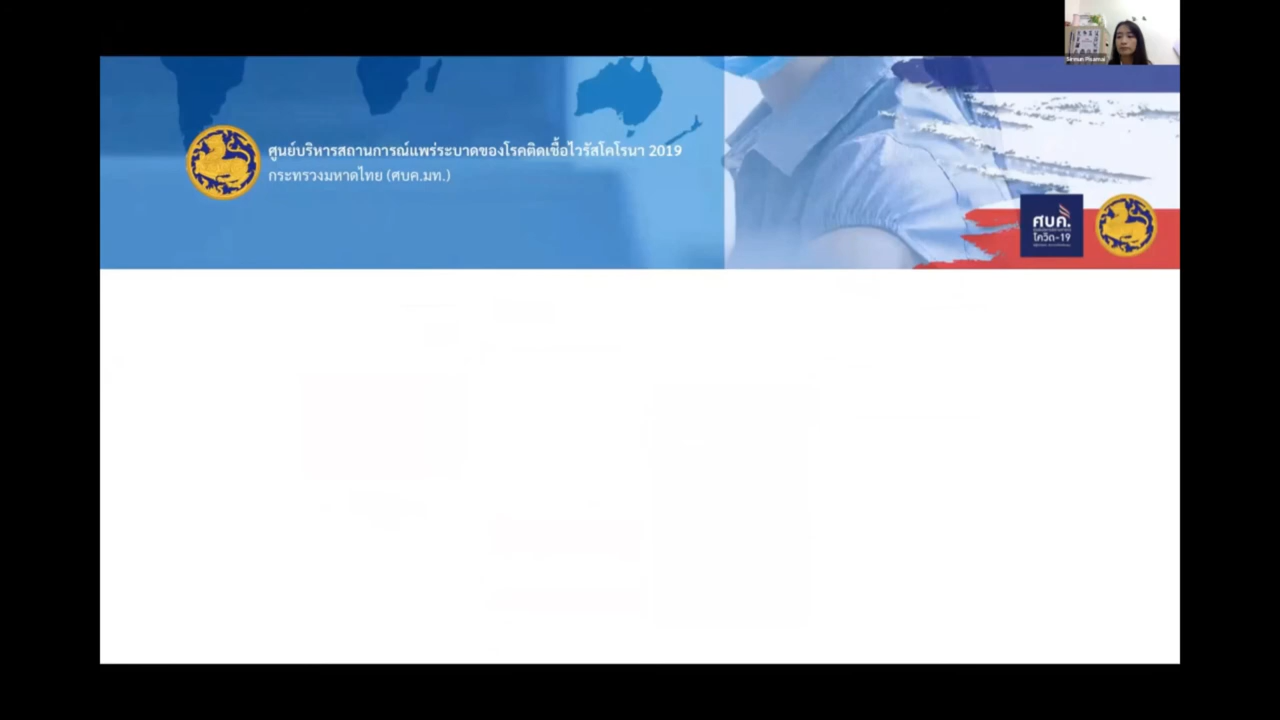 ศูนย์บริหารสถานการณ์แพร่ระบาดของโรคติดเชื้อไวรัสโคโรนา 2019
กระทรวงมหาดไทย (ศบค.มท.)
ศบค.
โควิด-19